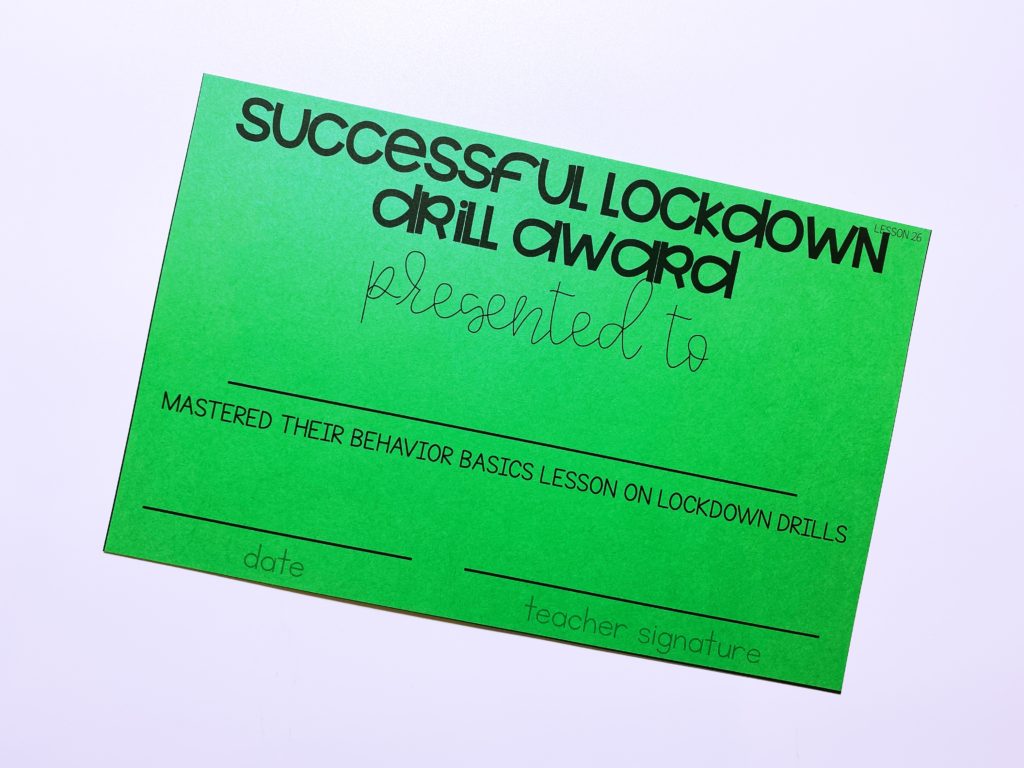 LESSON 26
SUCCESSFUL LOCKDOWN
DRILL AWARD
presented to
MASTERED THEIR BEHAVIOR BASICS LESSON ON LOCKDOWN DRILLS
date
teacher signature